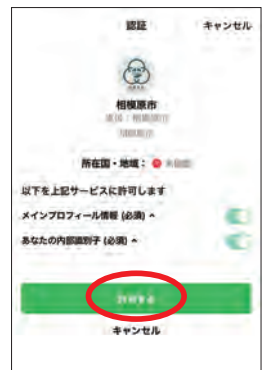 認証
キャンセル
相模原市
所在国・地域：
以下を上記サービスに許可します
メインプロフィール情報 (必須)
あなたの内部識別子 (必須)
許可する
キャンセル